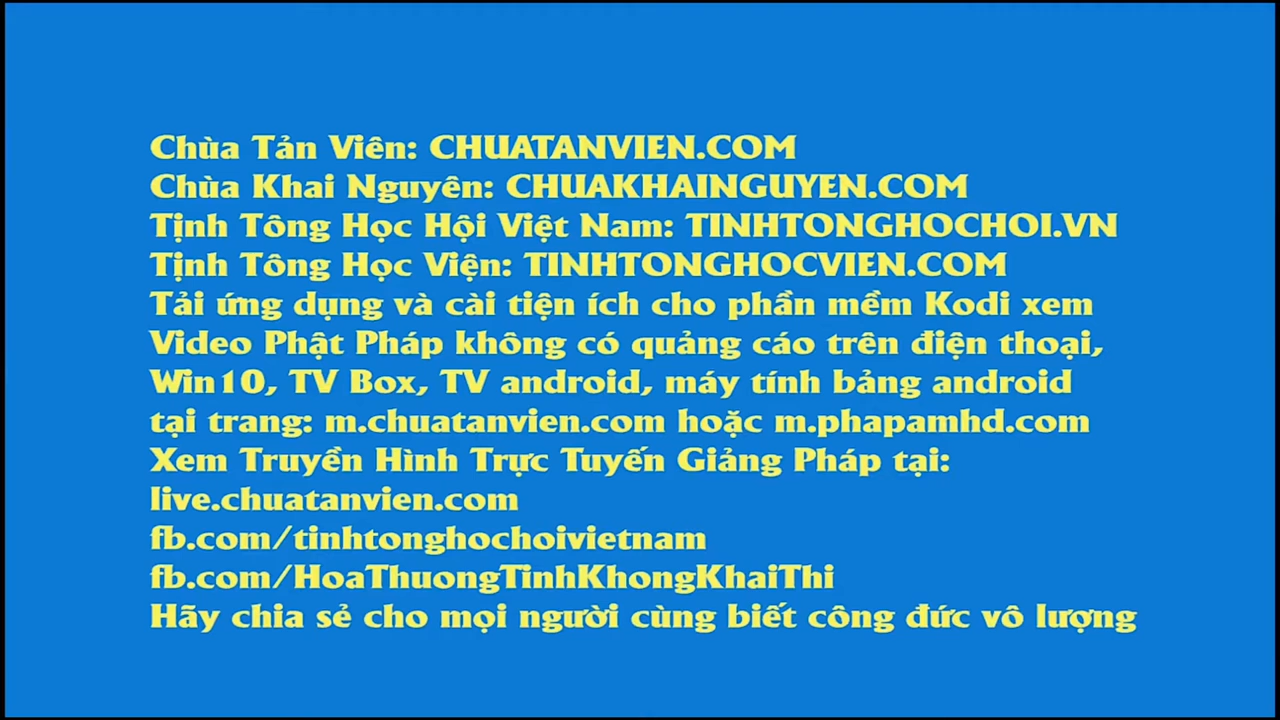 Chùa Tản Viên: CHUATANVIEN.COM
Chùa Khai Nguyên: CHUAKHAINGUYEN.COM
Tịnh Tông Học Hội Việt Nam: TINHTONGHOCHOI.VN
Tịnh Tông Học Viện: TINHTONGHOCVIEN.COM
Tải ứng dụng và cài tiện ích cho phần mềm Kodi xem
Video Phật Pháp không có quảng cáo trên điện thoại,
Win10, TV Box, TV android, máy tính bảng android
tại trang: m.chuatanvien.com hoặc m.phapamhd.com
Xem Truyền Hình Trực Tuyến Giảng Pháp tại:
live.chuatanvien.com
fb.com/tinhtonghochoivietnam
fb.com/HoaThuongTinhKhongKhaiThi
Hãy chia sẻ cho mọi người cùng biết công đức vô lượng